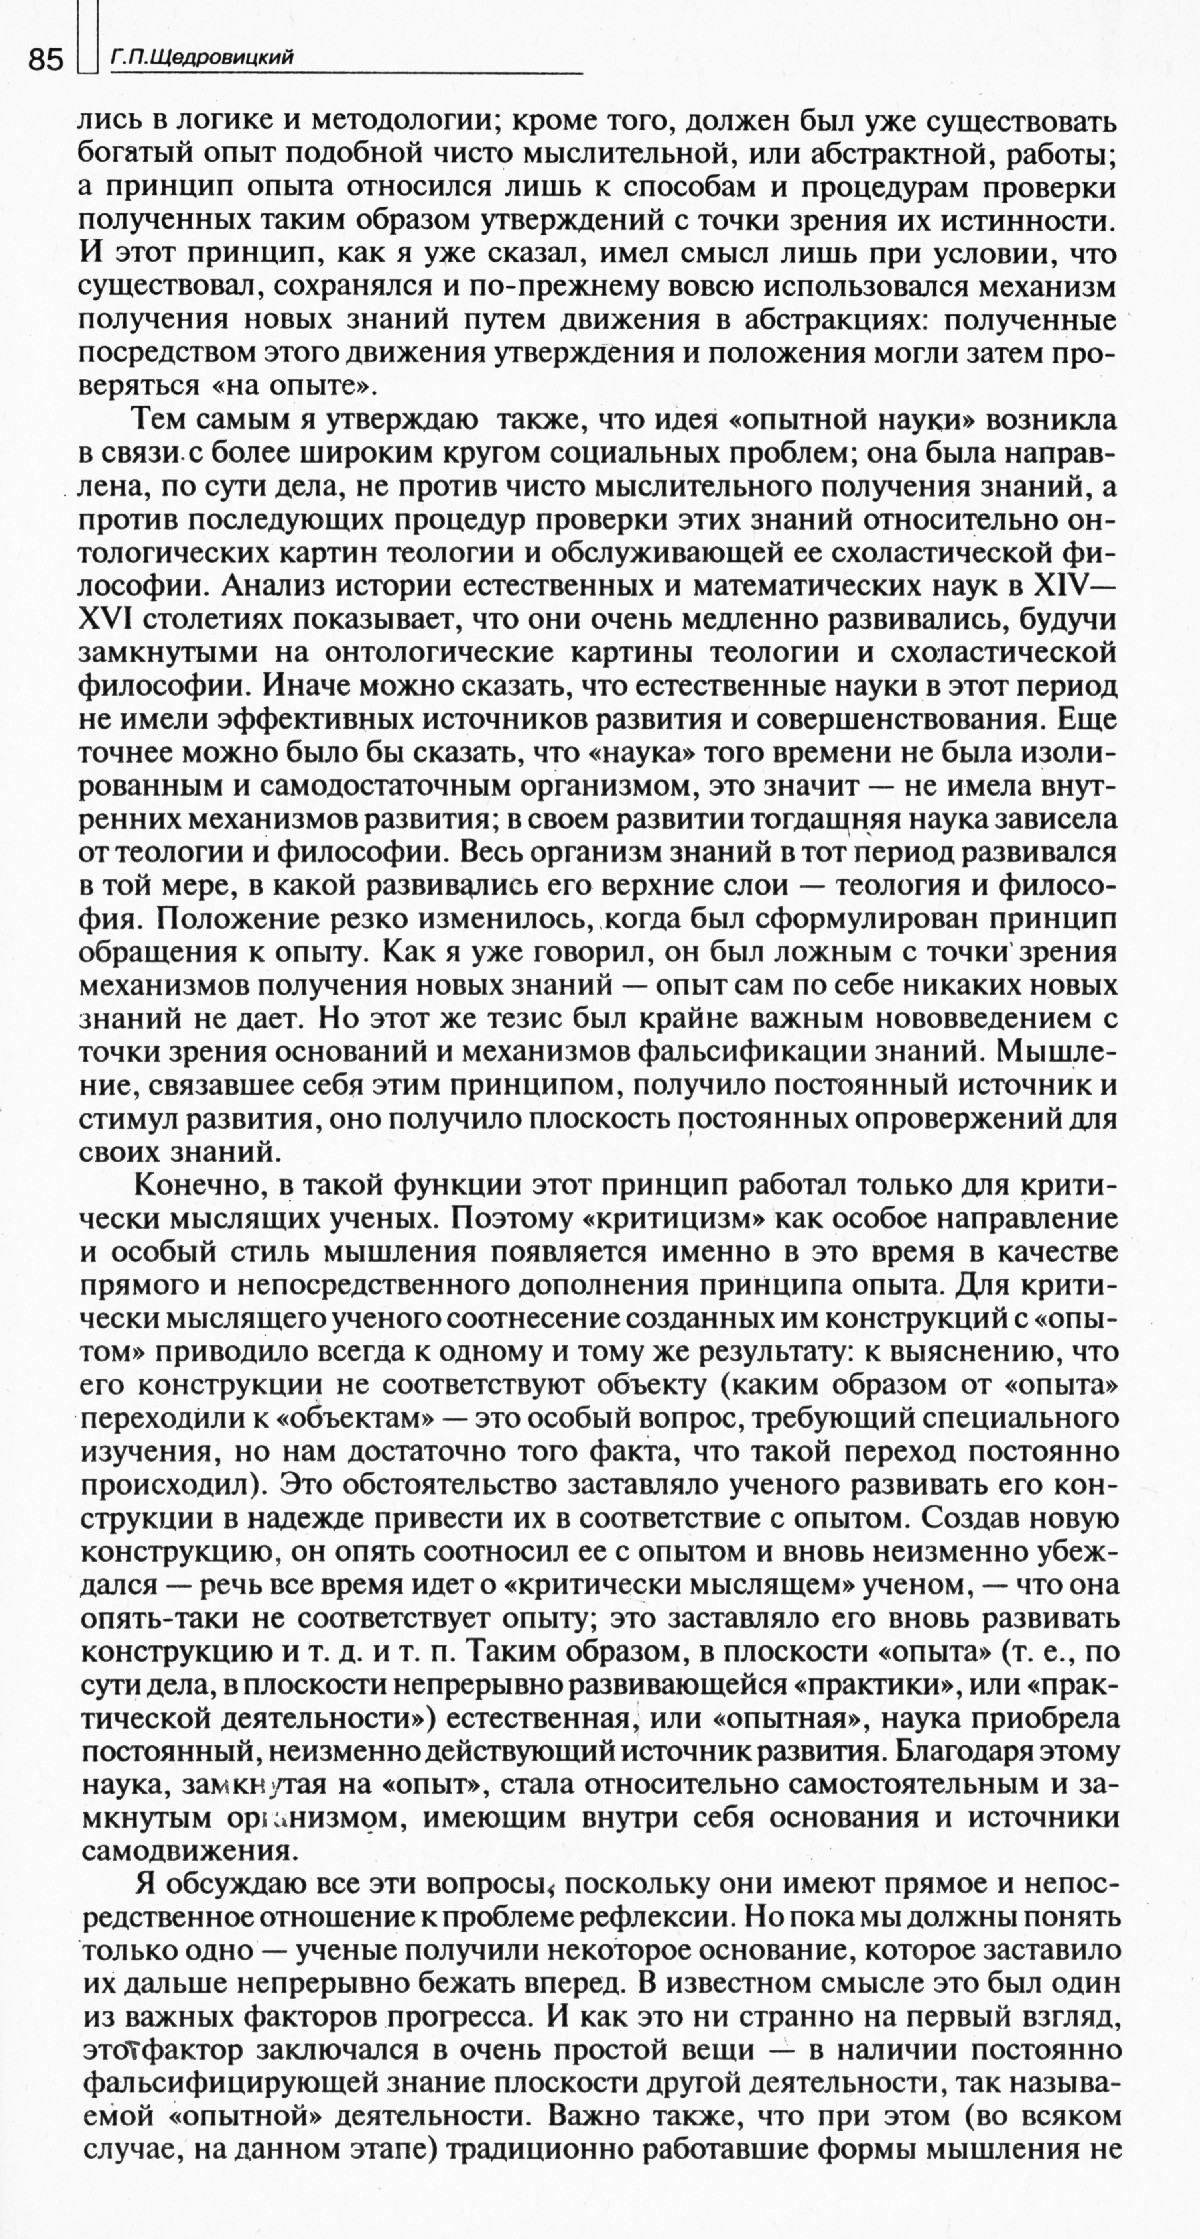 85
Г.П.Щедровицкий
лись в логике и методологии; кроме того, должен был уже существовать
богатый опыт подобной чисто мыслительной, или абстрактной, работы;
а принцип опыта относился лишь к способам и процедурам проверки
полученных таким образом утверждений с точки зрения их истинности.
И этот принцип, как я уже сказал, имел смысл лишь при условии, что
существовал, сохранялся и по-прежнему вовсю использовался механизм
получения новых знаний путем движения в абстракциях: полученные
посредством этого движения утверждения и положения могли затем про-
веряться «на опыте».
Тем самым я утверждаю также, что идея «опытной науки» возникла
в связи с более широким кругом социальных проблем; она была направ-
лена, по сути дела, не против чисто мыслительного получения знаний, а
против последующих процедур проверки этих знаний относительно он-
тологических картин теологии и обслуживающей ее схоластической фи-
лософии. Анализ истории естественных и математических наук в XIV—
XVI столетиях показывает, что они очень медленно развивались, будучи
замкнутыми на онтологические картины теологии и схоластической
философии. Иначе можно сказать, что естественные науки в этот период
не имели эффективных источников развития и совершенствования. Еще
точнее можно было бы сказать, что «наука» того времени не была изоли-
рованным и самодостаточным организмом, это значит — не имела внут-
ренних механизмов развития; в своем развитии тогдашняя наука зависела
от теологии и философии. Весь организм знаний в тот период развивался
в той мере, в какой развивались его верхние слои — теология и филосо-
фия. Положение резко изменилось, когда был сформулирован принцип
обращения к опыту. Как я уже говорил, он был ложным с точки зрения
механизмов получения новых знаний — опыт сам по себе никаких новых
знаний не дает. Но этот же тезис был крайне важным нововведением с
точки зрения оснований и механизмов фальсификации знаний. Мышле-
ние, связавшее себя этим принципом, получило постоянный источник и
стимул развития, оно получило плоскость постоянных опровержений для
своих знаний.
Конечно, в такой функции этот принцип работал только для крити-
чески мыслящих ученых. Поэтому «критицизм» как особое направление
и особый стиль мышления появляется именно в это время в качестве
прямого и непосредственного дополнения принципа опыта. Для крити-
чески мыслящего ученого соотнесение созданных им конструкций с «опы-
том» приводило всегда к одному и тому же результату: к выяснению, что
его конструкции не соответствуют объекту (каким образом от «опыта»
переходили к «объектам» — это особый вопрос, требующий специального
изучения, но нам достаточно того факта, что такой переход постоянно
происходил). Это обстоятельство заставляло ученого развивать его кон-
струкции в надежде привести их в соответствие с опытом. Создав новую
конструкцию, он опять соотносил ее с опытом и вновь неизменно убеж-
дался — речь все время идет о «критически мыслящем» ученом, — что она
опять-таки не соответствует опыту; это заставляло его вновь развивать
конструкцию и т. д. и т. п. Таким образом, в плоскости «опыта» (т. е., по
сути дела, в плоскости непрерывно развивающейся «практики», или «прак-
тической деятельности») естественная, или «опытная», наука приобрела
постоянный, неизменно действующий источник развития. Благодаря этому
наука, замкнутая на «опыт», стала относительно самостоятельным и за-
мкнутым организмом, имеющим внутри себя основания и источники
самодвижения.
Я обсуждаю все эти вопросы, поскольку они имеют прямое и непос-
редственное отношение к проблеме рефлексии. Но пока мы должны понять
только одно — ученые получили некоторое основание, которое заставило
их дальше непрерывно бежать вперед. В известном смысле это был один
из важных факторов прогресса. И как это ни странно на первый взгляд,
этот фактор заключался в очень простой вещи — в наличии постоянно
фальсифицирующей знание плоскости другой деятельности, так называ-
емой «опытной» деятельности. Важно также, что при этом (во всяком
случае, на данном этапе) традиционно работавшие формы мышления не